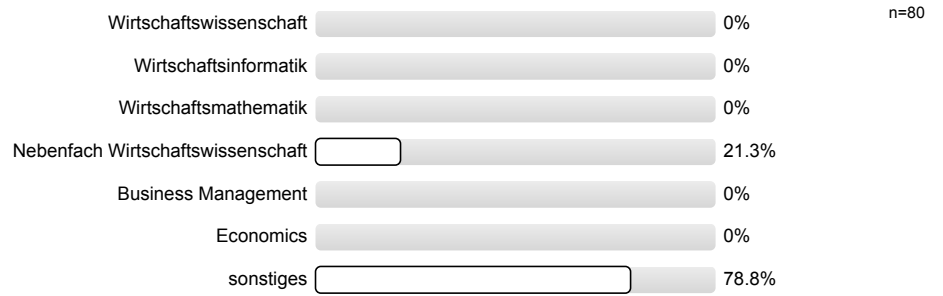 Wirtschaftswissenschaft 0% n=80
Wirtschaftsinformatik 0%
Wirtschaftsmathematik 0%
Nebenfach Wirtschaftswissenschaft 21.3%
Business Management 0%
Economics 0%
sonstiges 78.8%